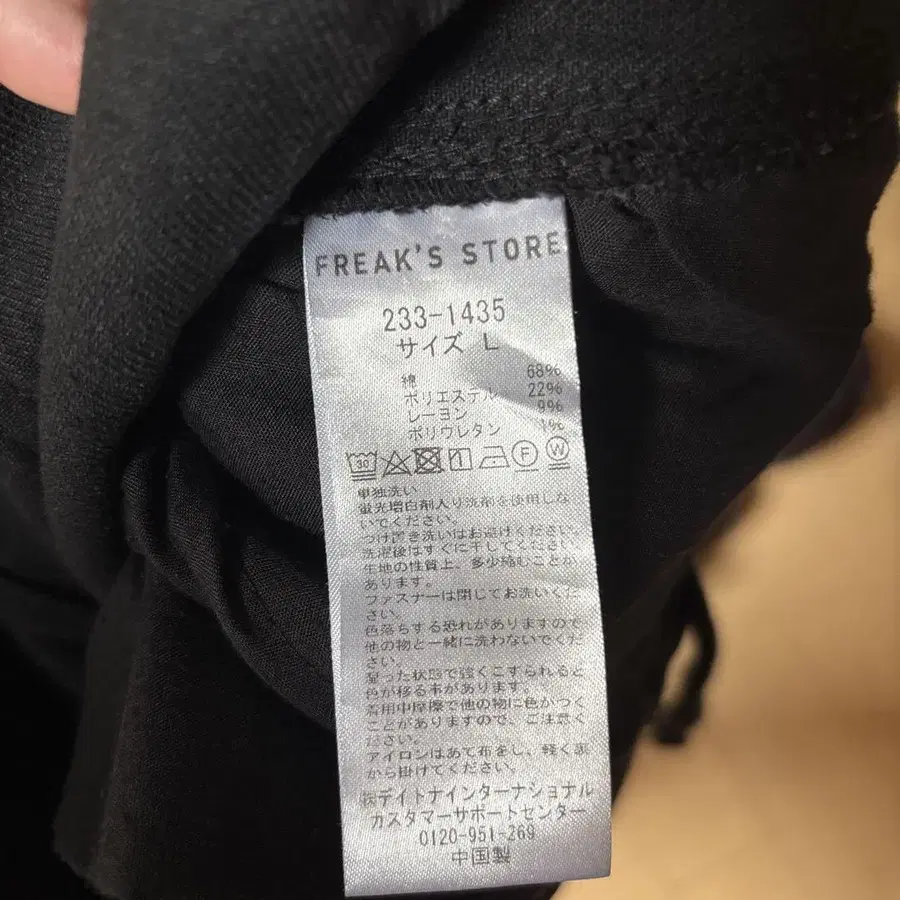 FREAK'S STORE
233-1435
サイズ L
綿 68%
ポリエステル 22%
レーヨン 9%
ポリウレタン 1%
30 F W
単独洗い
蛍光増白剤入り洗剤を使用しな
いでください。
つけ置き洗いはお避けください。
洗濯後はすぐに干してください。
生地の性質上、多少縮むことが
あります。
ファスナーは閉じてお洗いくだ
さい。
色落ちする恐れがありますので
他の物と一緒に洗わないでくだ
さい。
湿った状態で強くこすられると
色が移る事があります。
着用中摩擦で他の物に色がつく
ことがありますので、ご注意く
ださい。
アイロンはあて布をし、軽く裏
から掛けてください。
㈱デイトナインターナショナル
カスタマーサポートセンター
0120-951-269
中国製